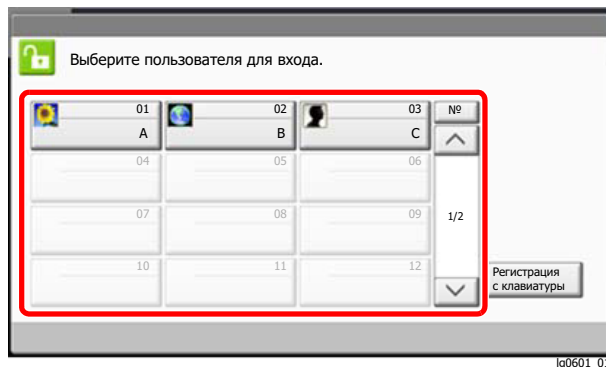 Выберите пользователя для входа.
01 02 03 №
A B C
04 05 06
07 08 09 1/2
10 11 12
Регистрация
с клавиатуры
lg0601_01